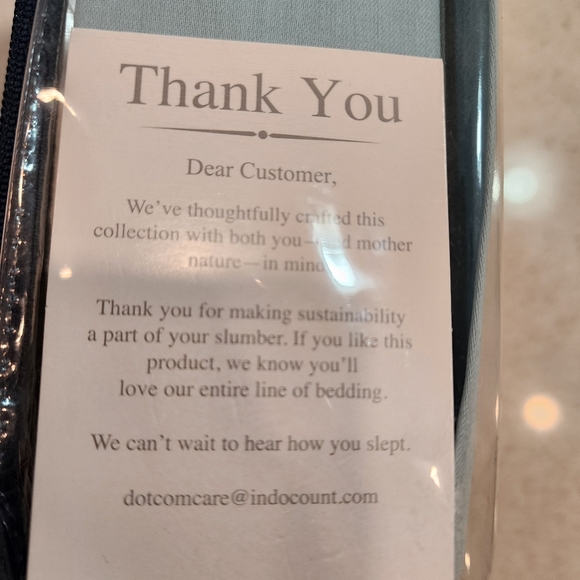 Thank You
Dear Customer,
We've thoughtfully crafted this
collection with both you—and mother
nature—in mind
Thank you for making sustainability
a part of your slumber. If you like this
product, we know you'll
love our entire line of bedding.
We can't wait to hear how you slept.
dotcomcare@indocount.com